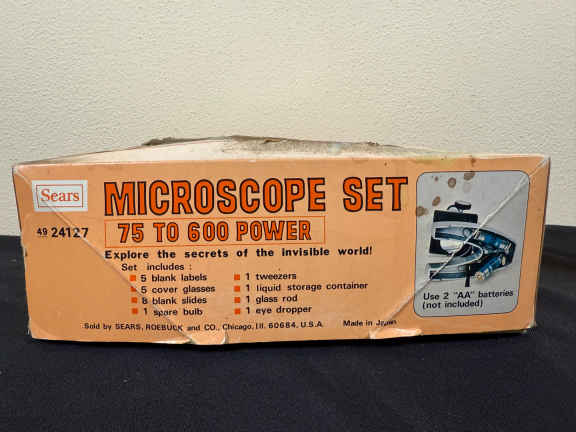 Sears
MICROSCOPE SET
49 24127
75 TO 600 POWER
Explore the secrets of the invisible world!
Set includes :
5 blank labels
5 cover glasses
8 blank slides
1 spare bulb
1 tweezers
1 liquid storage container
1 glass rod
1 eye dropper
Use 2 "AA" batteries
(not included)
Sold by SEARS, ROEBUCK and CO., Chicago, Ill. 60684, U.S.A.
Made in Japan